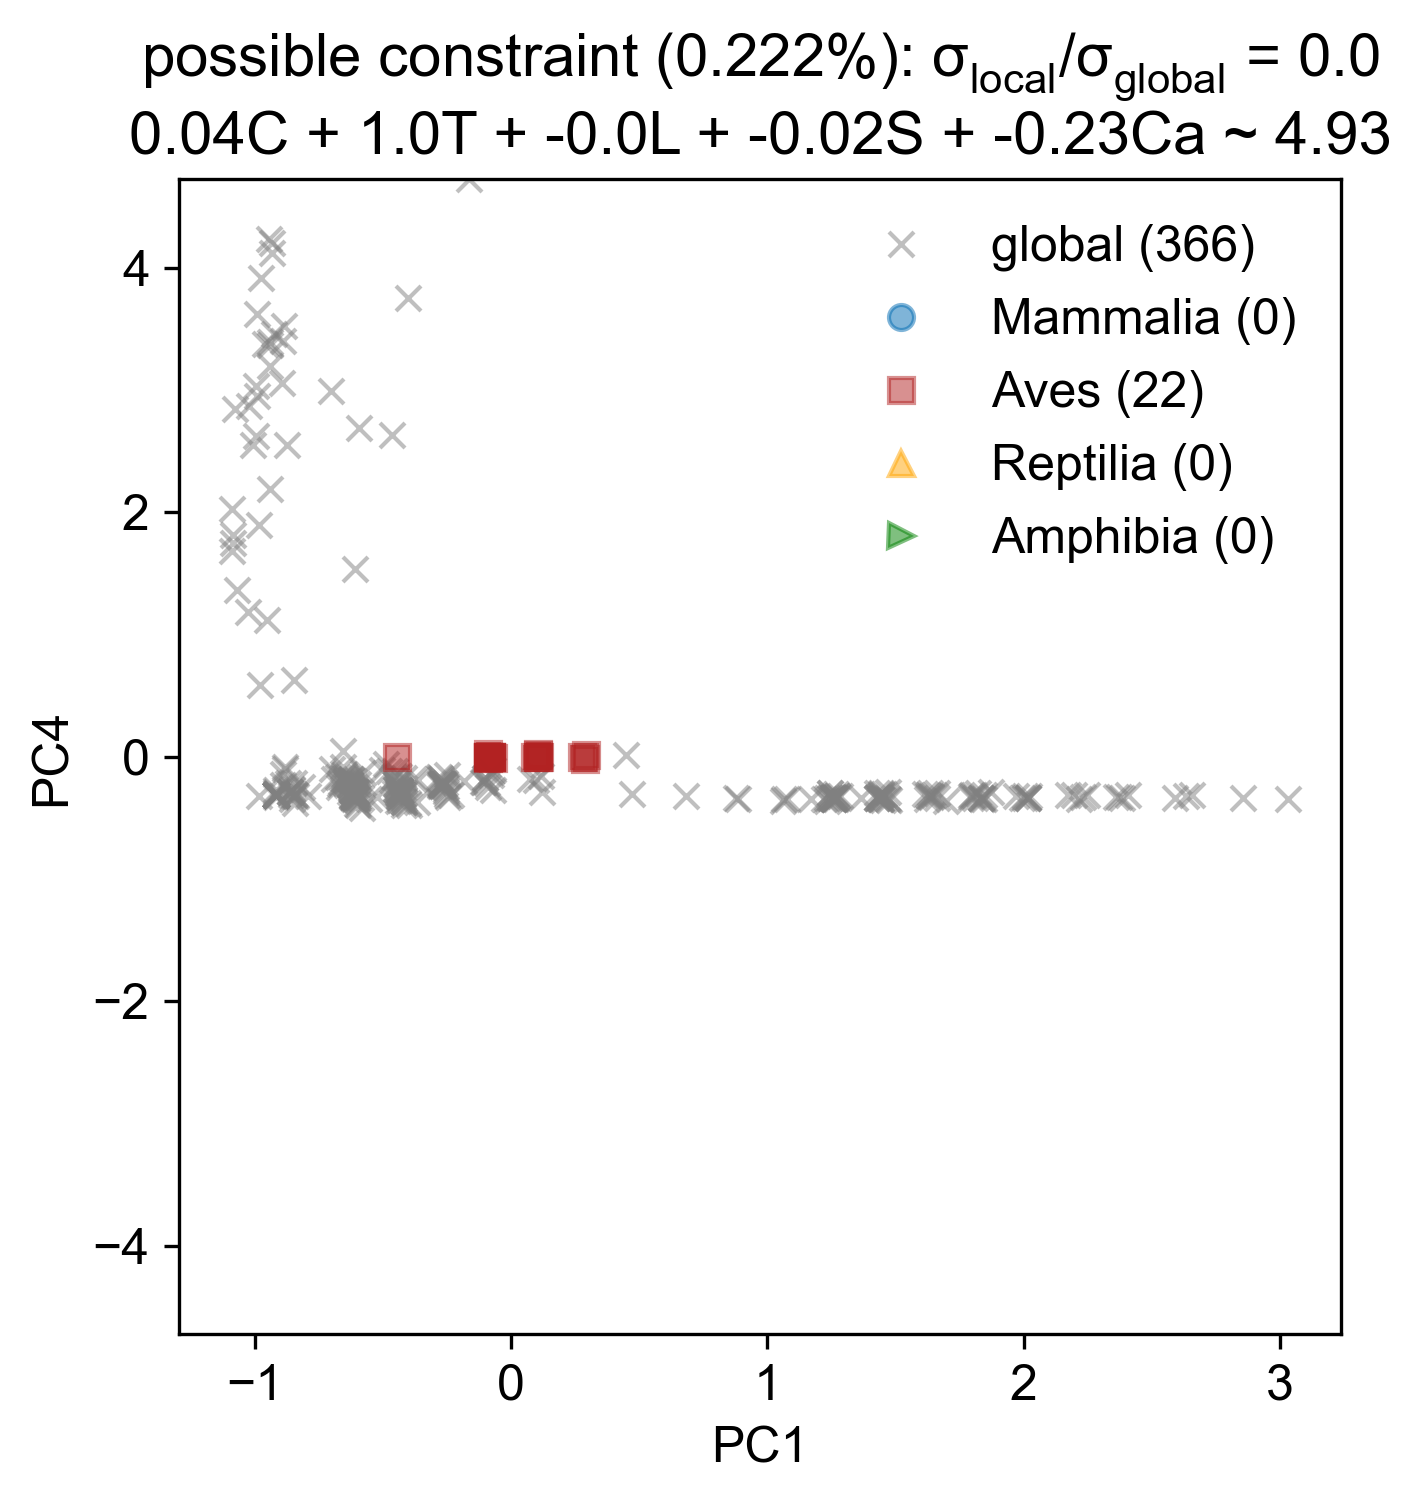 possible constraint (0.222%): σlocal/σglobal = 0.0
0.04C + 1.0T + -0.0L + -0.02S + -0.23Ca ~ 4.93
global (366)
Mammalia (0)
Aves (22)
Reptilia (0)
Amphibia (0)
4
2
0
−2
−4
PC4
−1
0
1
2
3
PC1